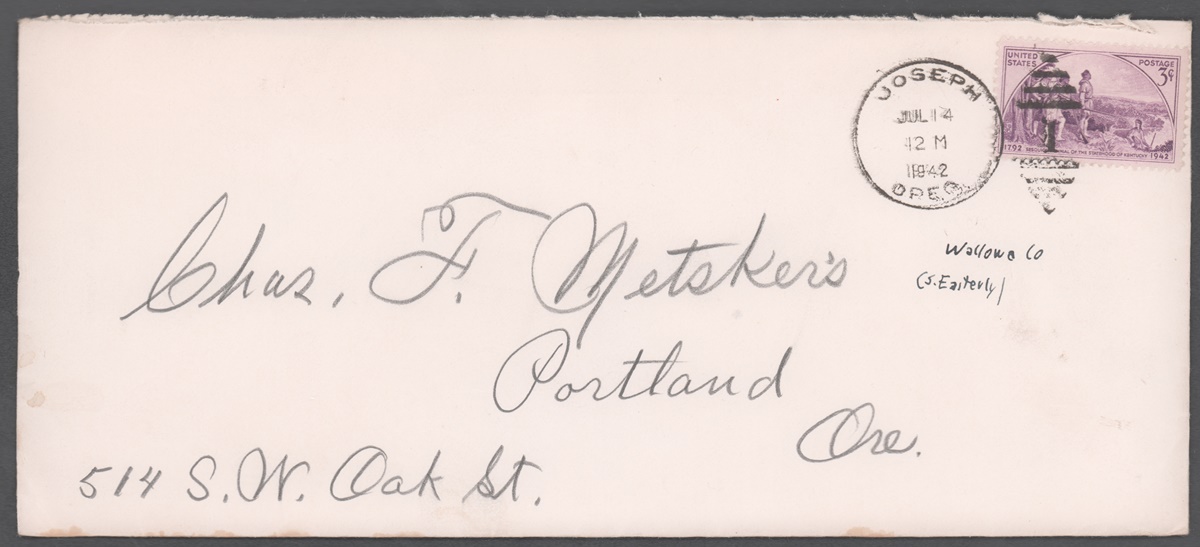 JOSEPH
JUL 14
12 M
1942
OREG.
UNITED STATES POSTAGE
3¢
1
1792 SESQUICENTENNIAL OF THE STATEHOOD OF KENTUCKY 1942
Wallowa Co
(S. Easterly)
Chas. F. Metsker's
Portland
Ore.
514 S.W. Oak St.